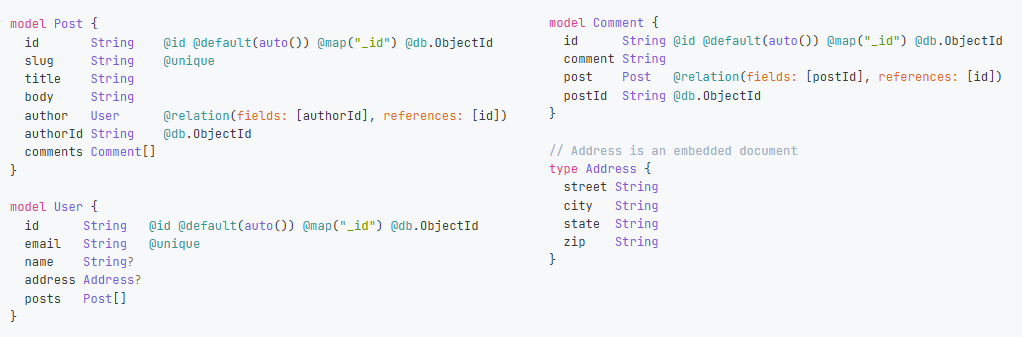 model Post {
  id       String    @id @default(auto()) @map("_id") @db.ObjectId
  slug     String    @unique
  title    String
  body     String
  author   User      @relation(fields: [authorId], references: [id])
  authorId String    @db.ObjectId
  comments Comment[]
}
model User {
  id      String   @id @default(auto()) @map("_id") @db.ObjectId
  email   String   @unique
  name    String?
  address Address?
  posts   Post[]
}
model Comment {
  id      String @id @default(auto()) @map("_id") @db.ObjectId
  comment String
  post    Post   @relation(fields: [postId], references: [id])
  postId  String @db.ObjectId
}
// Address is an embedded document
type Address {
  street String
  city   String
  state  String
  zip    String
}